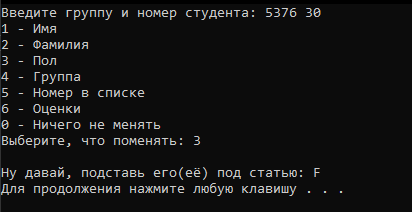 Введите группу и номер студента: 5376 30
1 - Имя
2 - Фамилия
3 - Пол
4 - Группа
5 - Номер в списке
6 - Оценки
0 - Ничего не менять
Выберите, что поменять: 3
Ну давай, подставь его(её) под статью: F
Для продолжения нажмите любую клавишу . . .